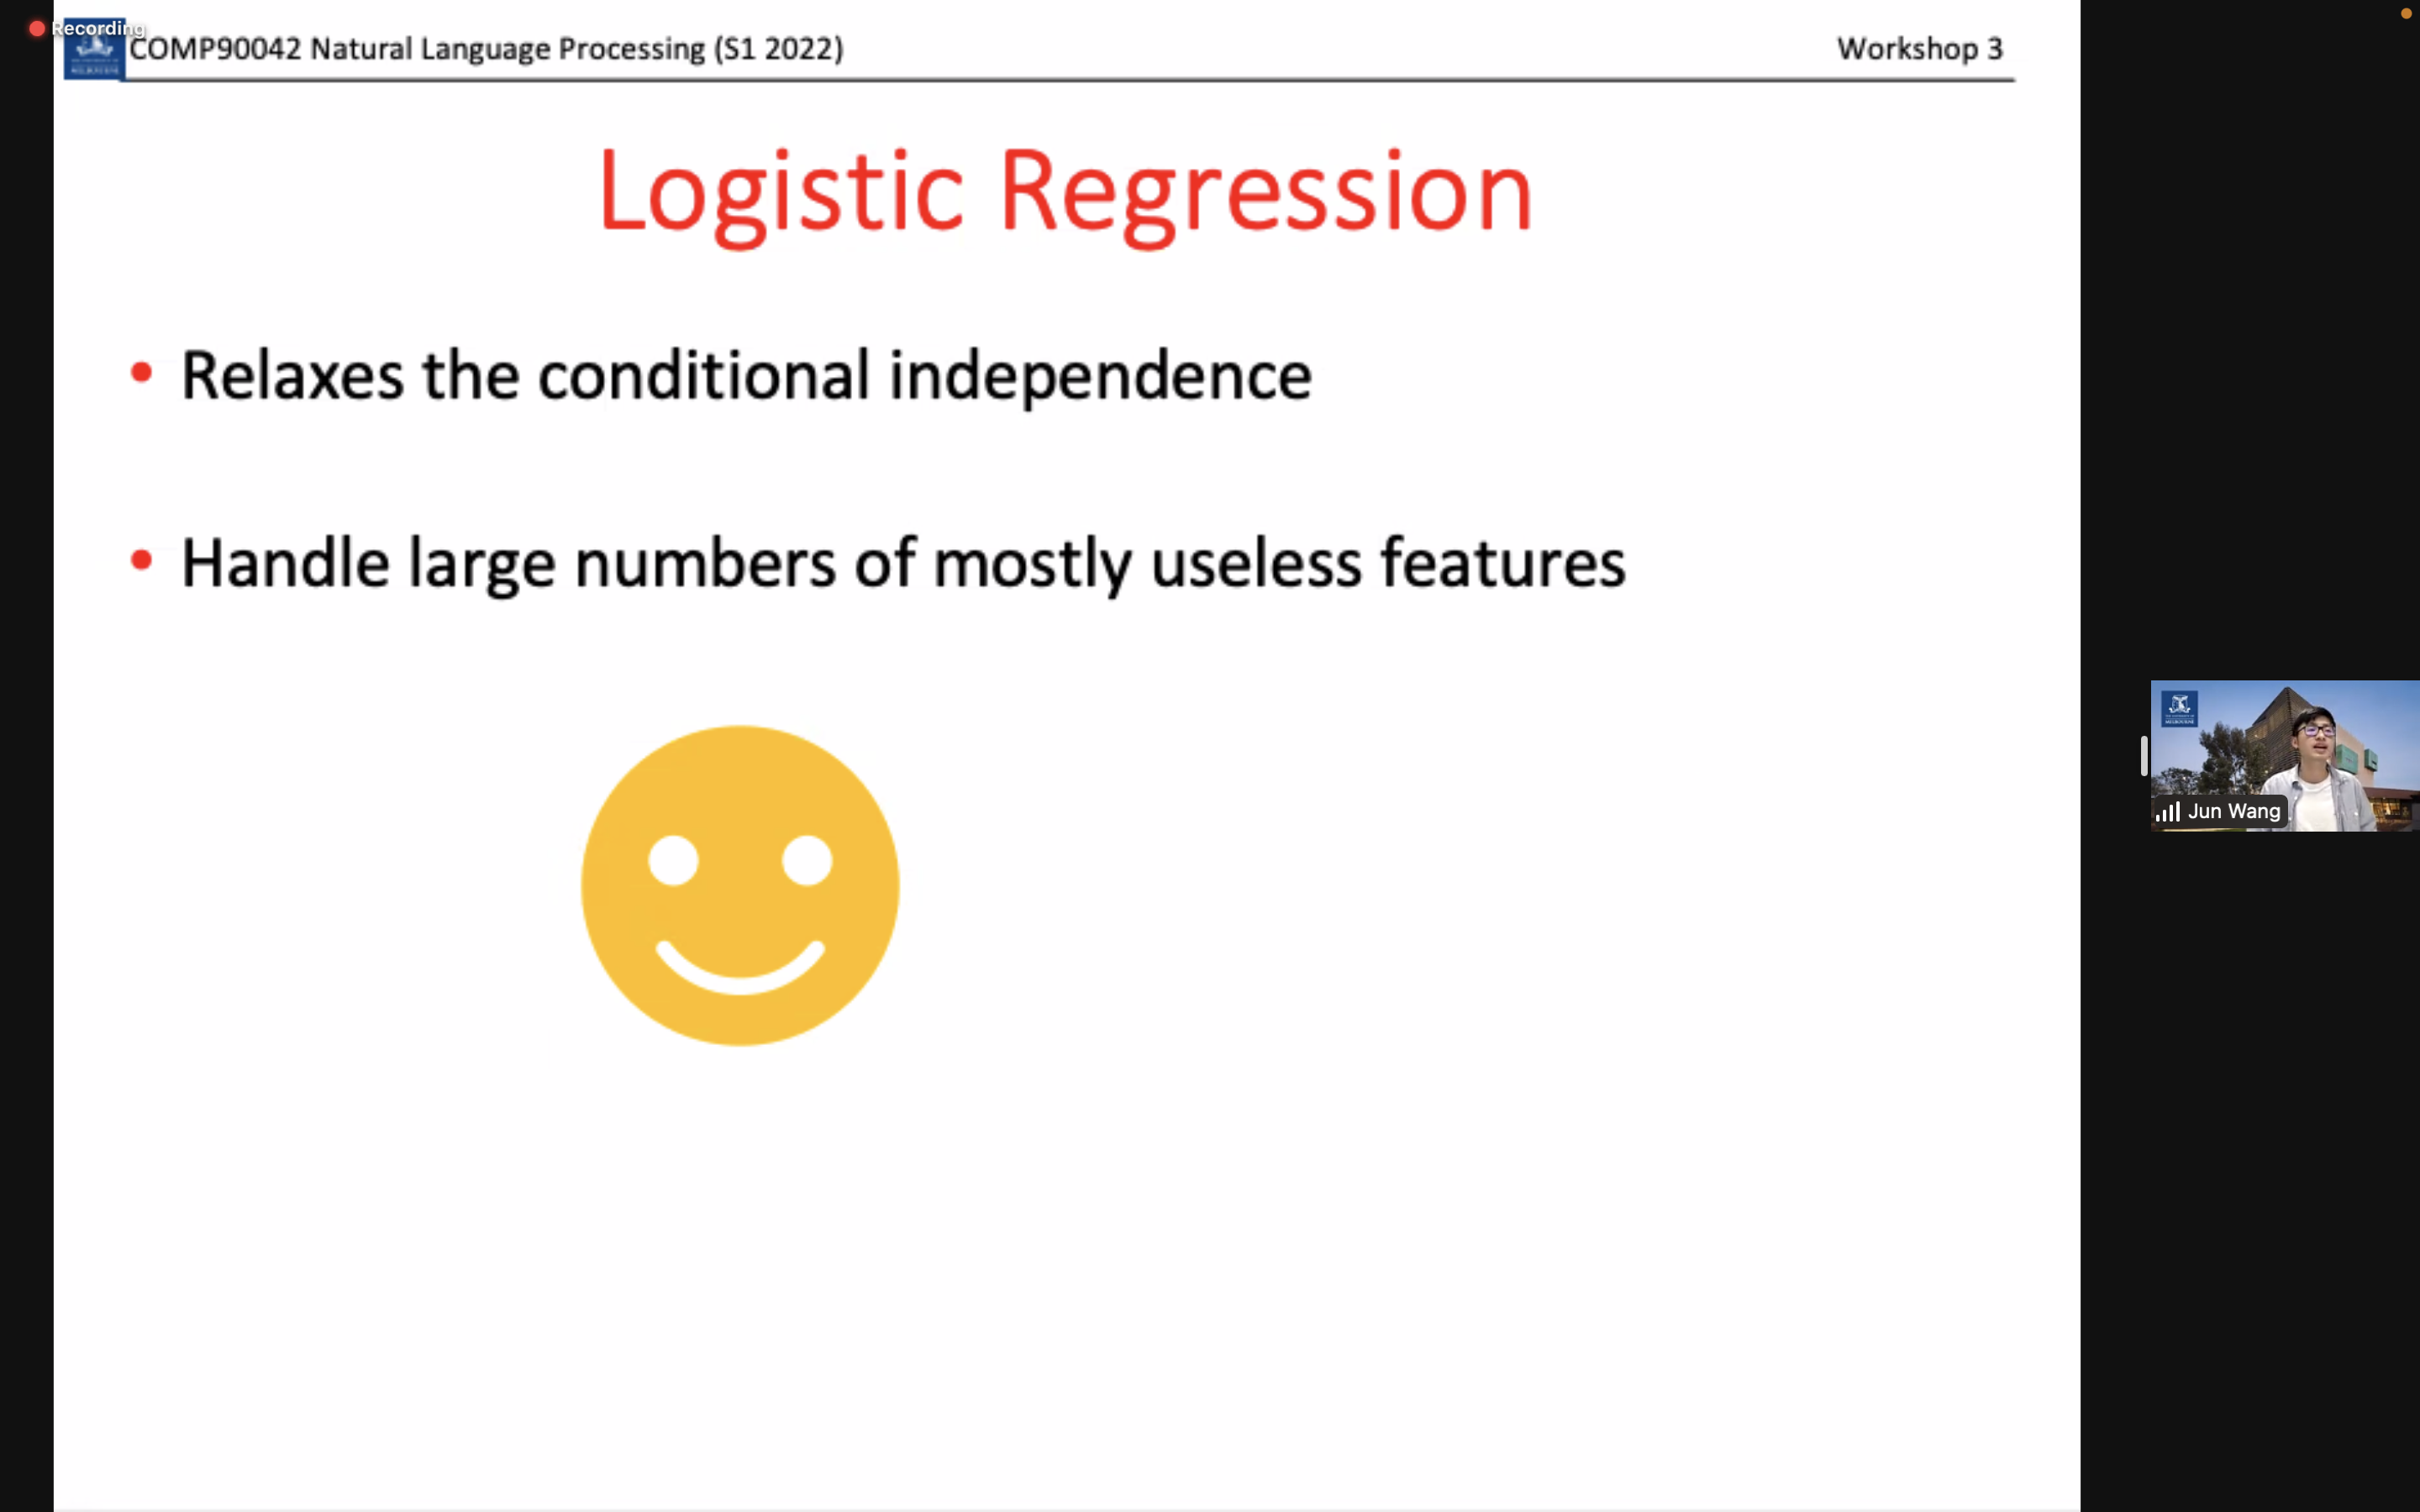 Recording
COMP90042 Natural Language Processing (S1 2022)
Workshop 3
Logistic Regression
• Relaxes the conditional independence
• Handle large numbers of mostly useless features
MELBOURNE
Jun Wang